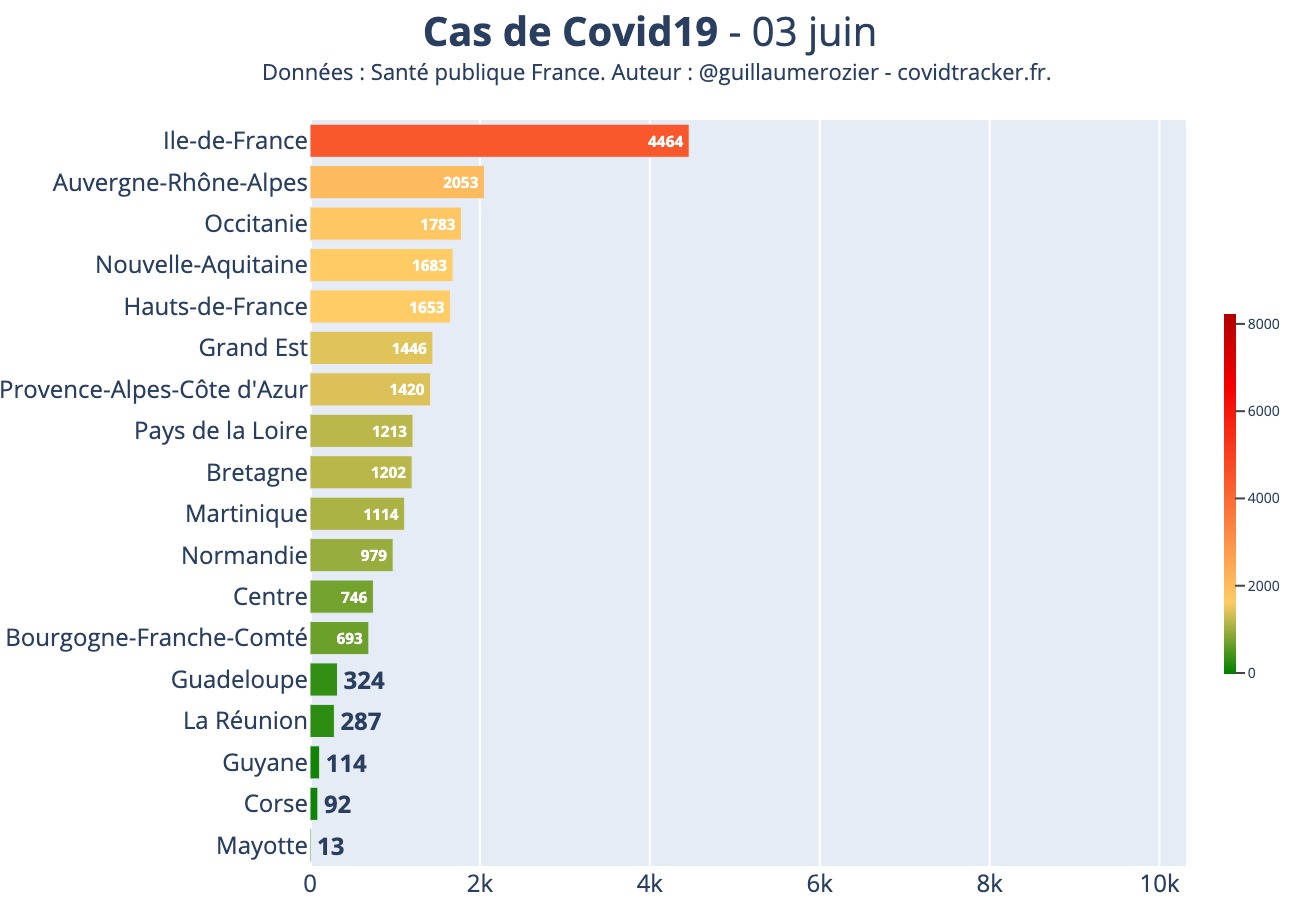 Cas de Covid19 - 03 juin
Données : Santé publique France. Auteur : @guillaumerozier - covidtracker.fr.
Ile-de-France 4464
Auvergne-Rhône-Alpes 2053
Occitanie 1783
Nouvelle-Aquitaine 1683
Hauts-de-France 1653
Grand Est 1446
Provence-Alpes-Côte d'Azur 1420
Pays de la Loire 1213
Bretagne 1202
Martinique 1114
Normandie 979
Centre 746
Bourgogne-Franche-Comté 693
Guadeloupe 324
La Réunion 287
Guyane 114
Corse 92
Mayotte 13
0 2k 4k 6k 8k 10k
8000
6000
4000
2000
0